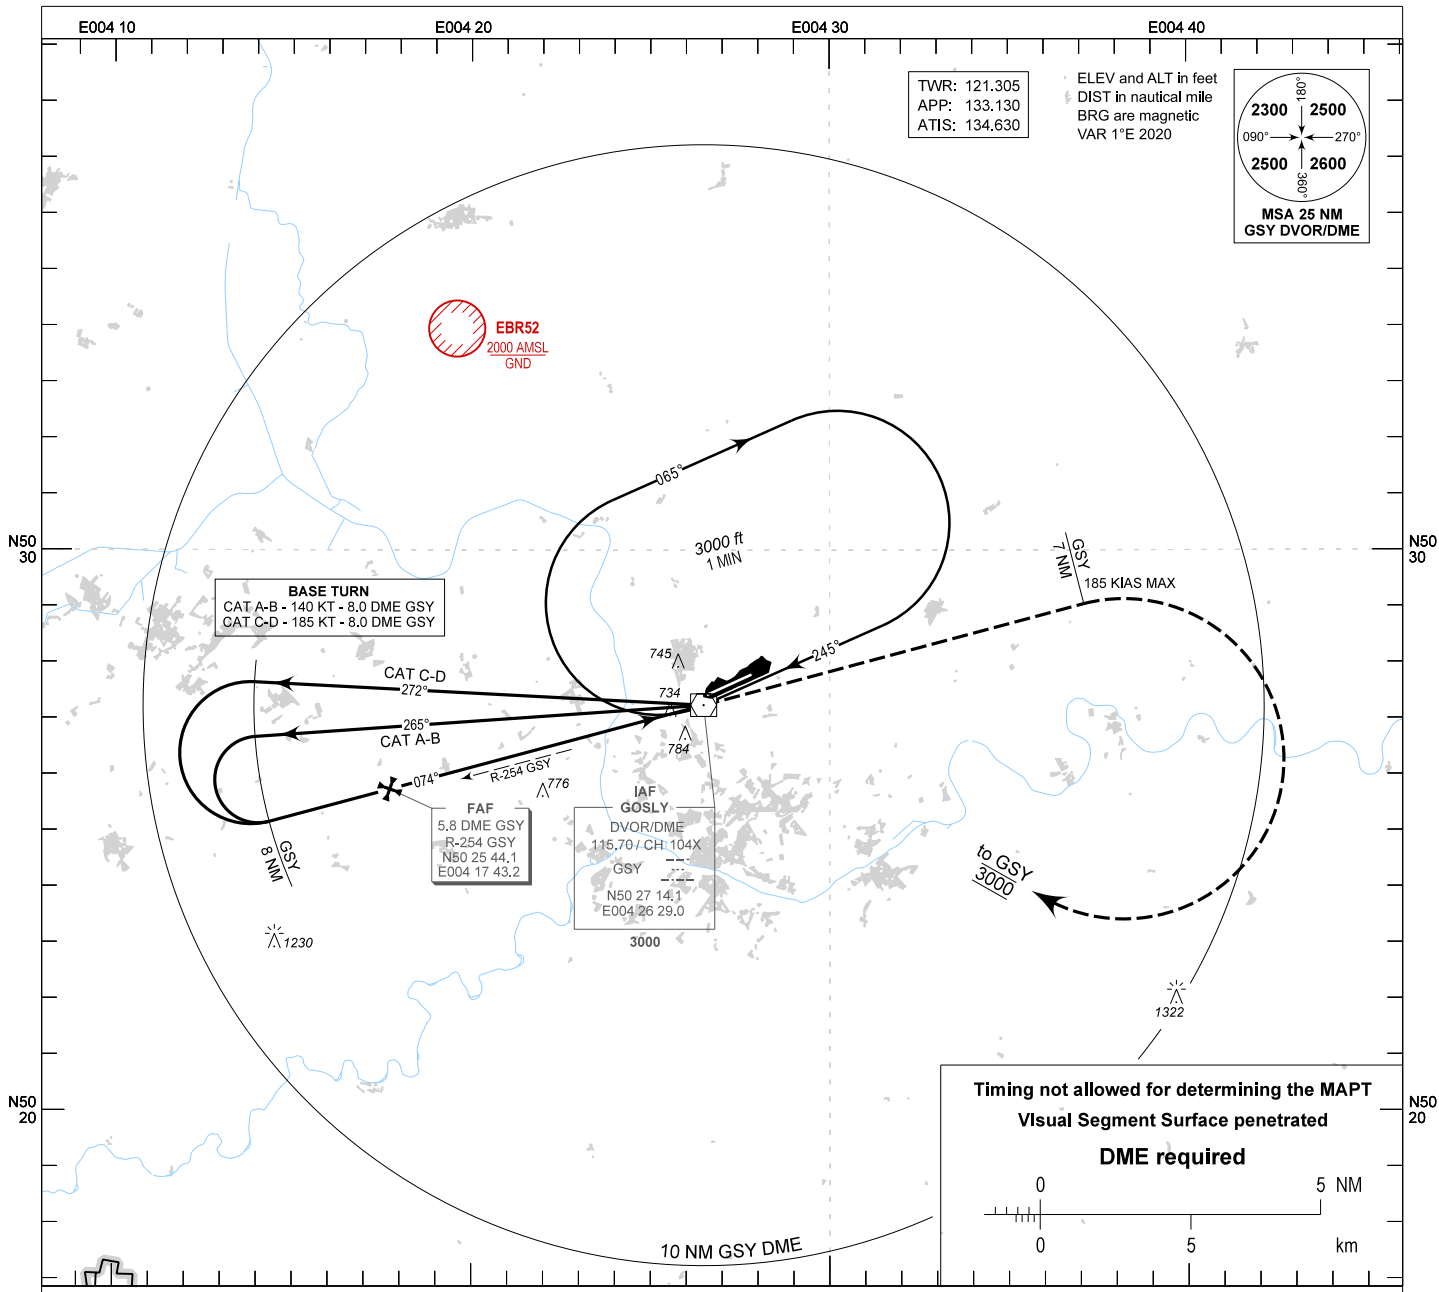 E004 10
E004 20
E004 30
E004 40
TWR: 121.305
APP: 133.130
ATIS: 134.630
ELEV and ALT in feet
DIST in nautical mile
BRG are magnetic
VAR 1°E 2020
180°
2300 2500
090° 270°
2500 2600
360°
MSA 25 NM
GSY DVOR/DME
EBR52
2000 AMSL
GND
065°
3000 ft
1 MIN
N50
30
N50
30
GSY
7 NM
185 KIAS MAX
BASE TURN
CAT A-B - 140 KT - 8.0 DME GSY
CAT C-D - 185 KT - 8.0 DME GSY
245°
745
CAT C-D
272°
734
265°
CAT A-B
784
074°
R-254 GSY
776
FAF
5.8 DME GSY
R-254 GSY
N50 25 44.1
E004 17 43.2
IAF
GOSLY
DVOR/DME
115.70 / CH 104X
GSY
N50 27 14.1
E004 26 29.0
3000
GSY
8 NM
to GSY
3000
1230
1322
N50
20
N50
20
Timing not allowed for determining the MAPT
VIsual Segment Surface penetrated
DME required
0 5 NM
0 5 km
10 NM GSY DME